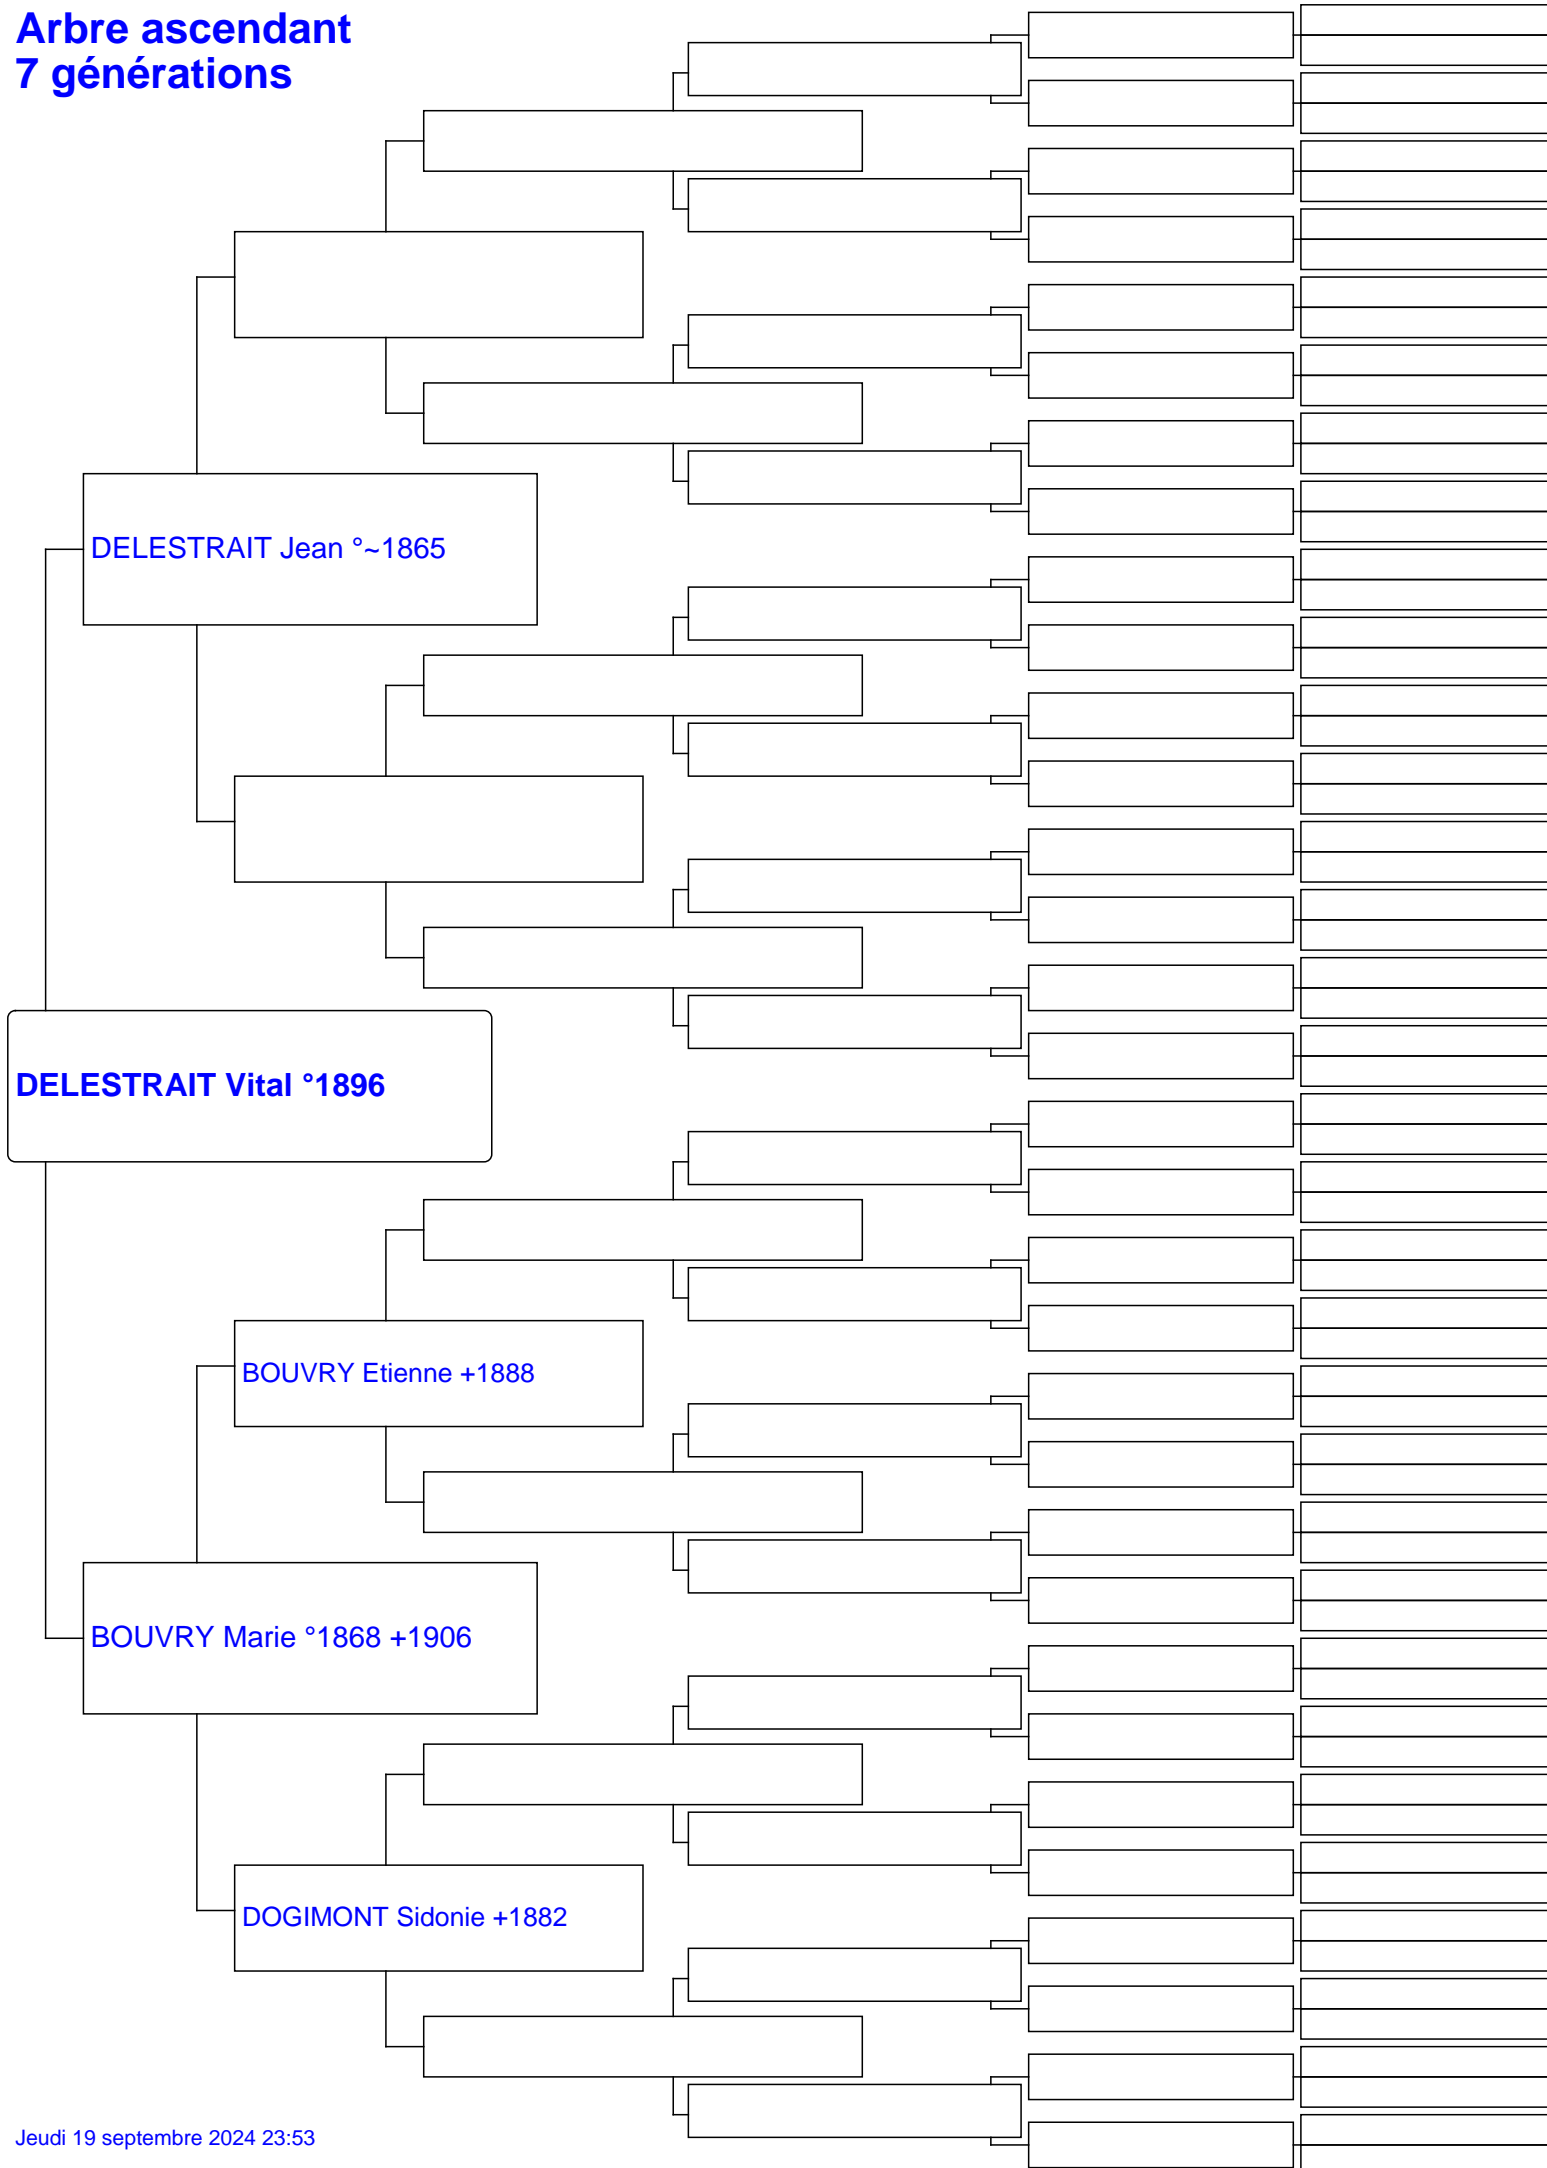 Arbre ascendant
7 générations
DELESTRAIT Jean °~1865
DELESTRAIT Vital °1896
BOUVRY Etienne +1888
BOUVRY Marie °1868 +1906
DOGIMONT Sidonie +1882
Jeudi 19 septembre 2024 23:53